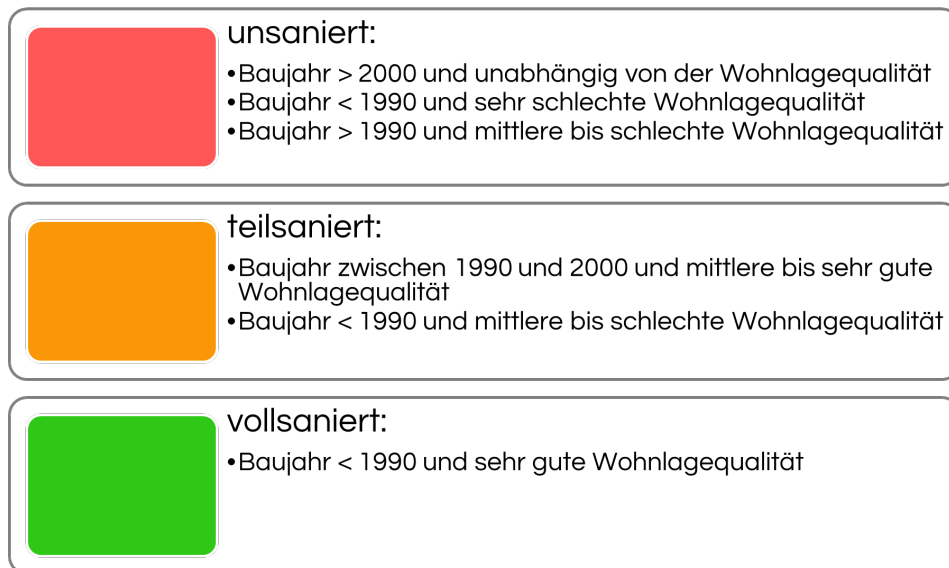 unsaniert:
•Baujahr > 2000 und unabhängig von der Wohnlagequalität
•Baujahr < 1990 und sehr schlechte Wohnlagequalität
•Baujahr > 1990 und mittlere bis schlechte Wohnlagequalität
teilsaniert:
•Baujahr zwischen 1990 und 2000 und mittlere bis sehr gute
Wohnlagequalität
•Baujahr < 1990 und mittlere bis schlechte Wohnlagequalität
vollsaniert:
•Baujahr < 1990 und sehr gute Wohnlagequalität